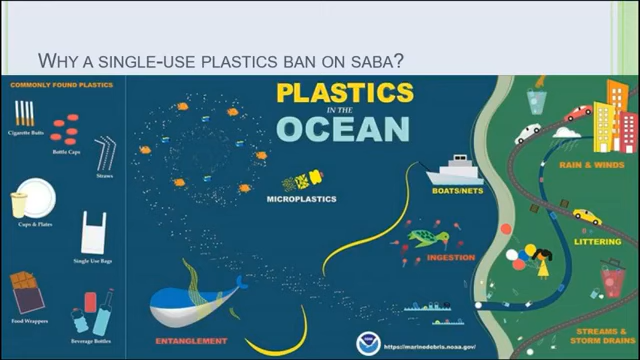 WHY A SINGLE-USE PLASTICS BAN ON SABA?
COMMONLY FOUND PLASTICS
Cigarette Butts
Bottle Caps
Straws
Cups & Plates
Single Use Bags
Food Wrappers
Beverage Bottles
PLASTICS
IN THE
OCEAN
MICROPLASTICS
BOATS/NETS
INGESTION
ENTANGLEMENT
https://marinedebris.noaa.gov/
RAIN & WINDS
LITTERING
STREAMS &
STORM DRAINS